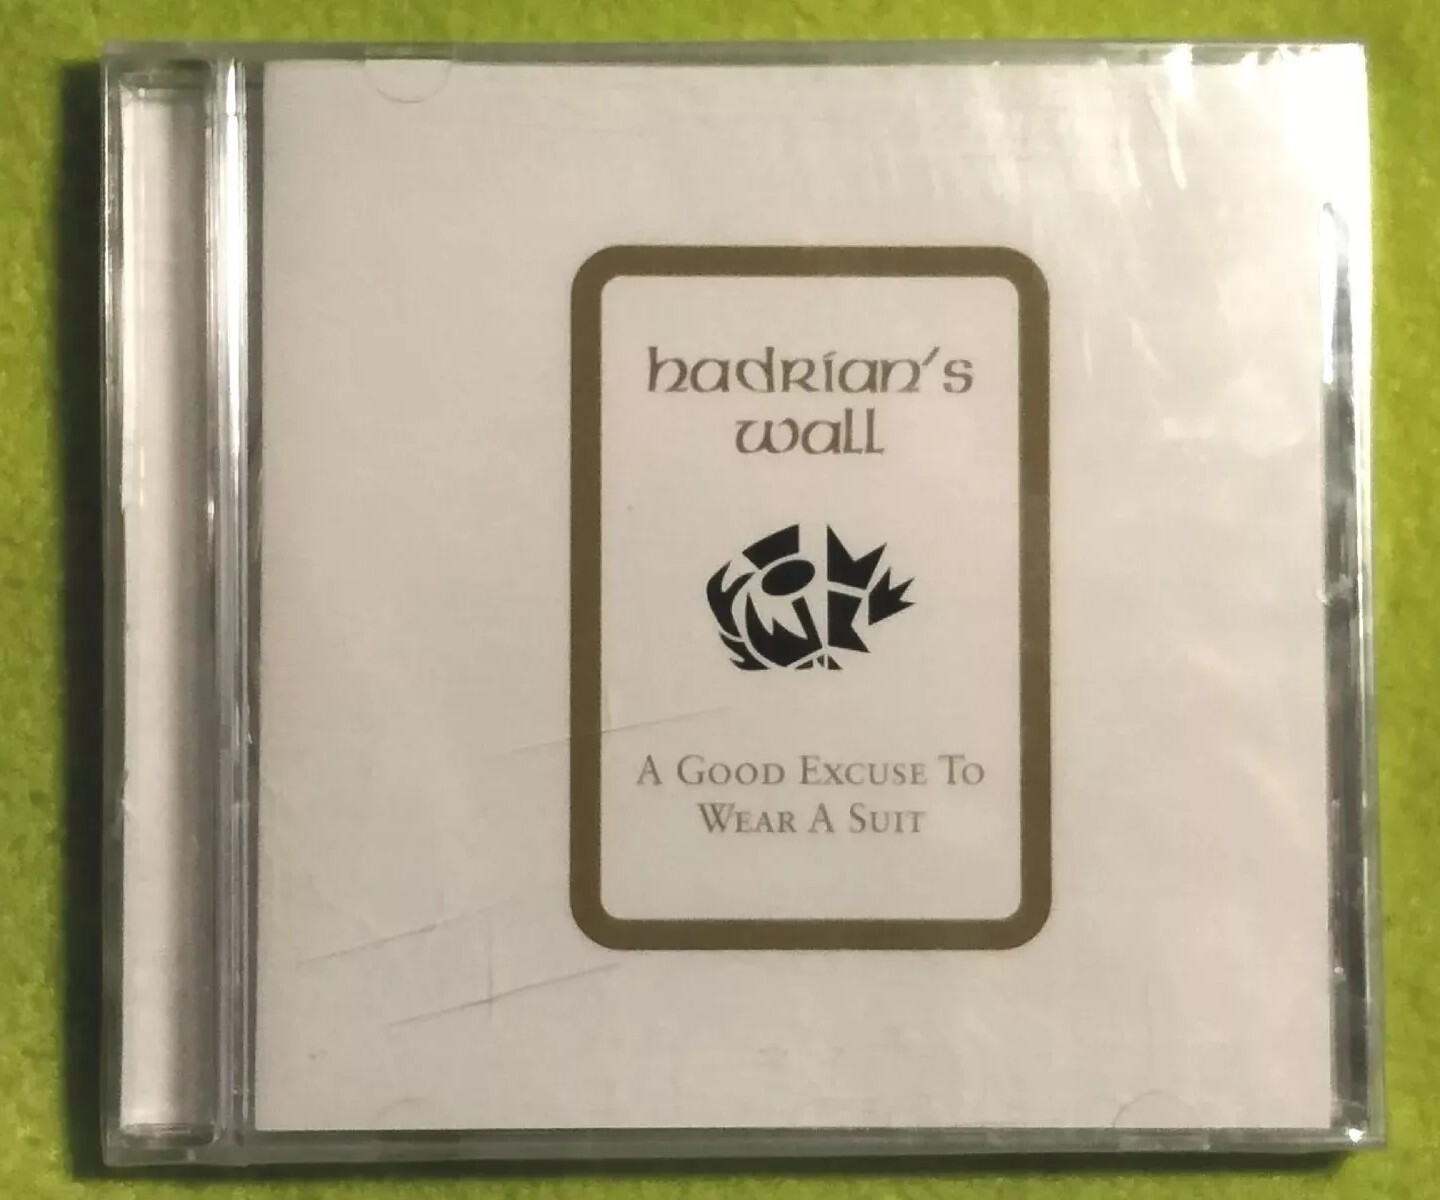 hadrian's
wall
A Good Excuse To
Wear A Suit